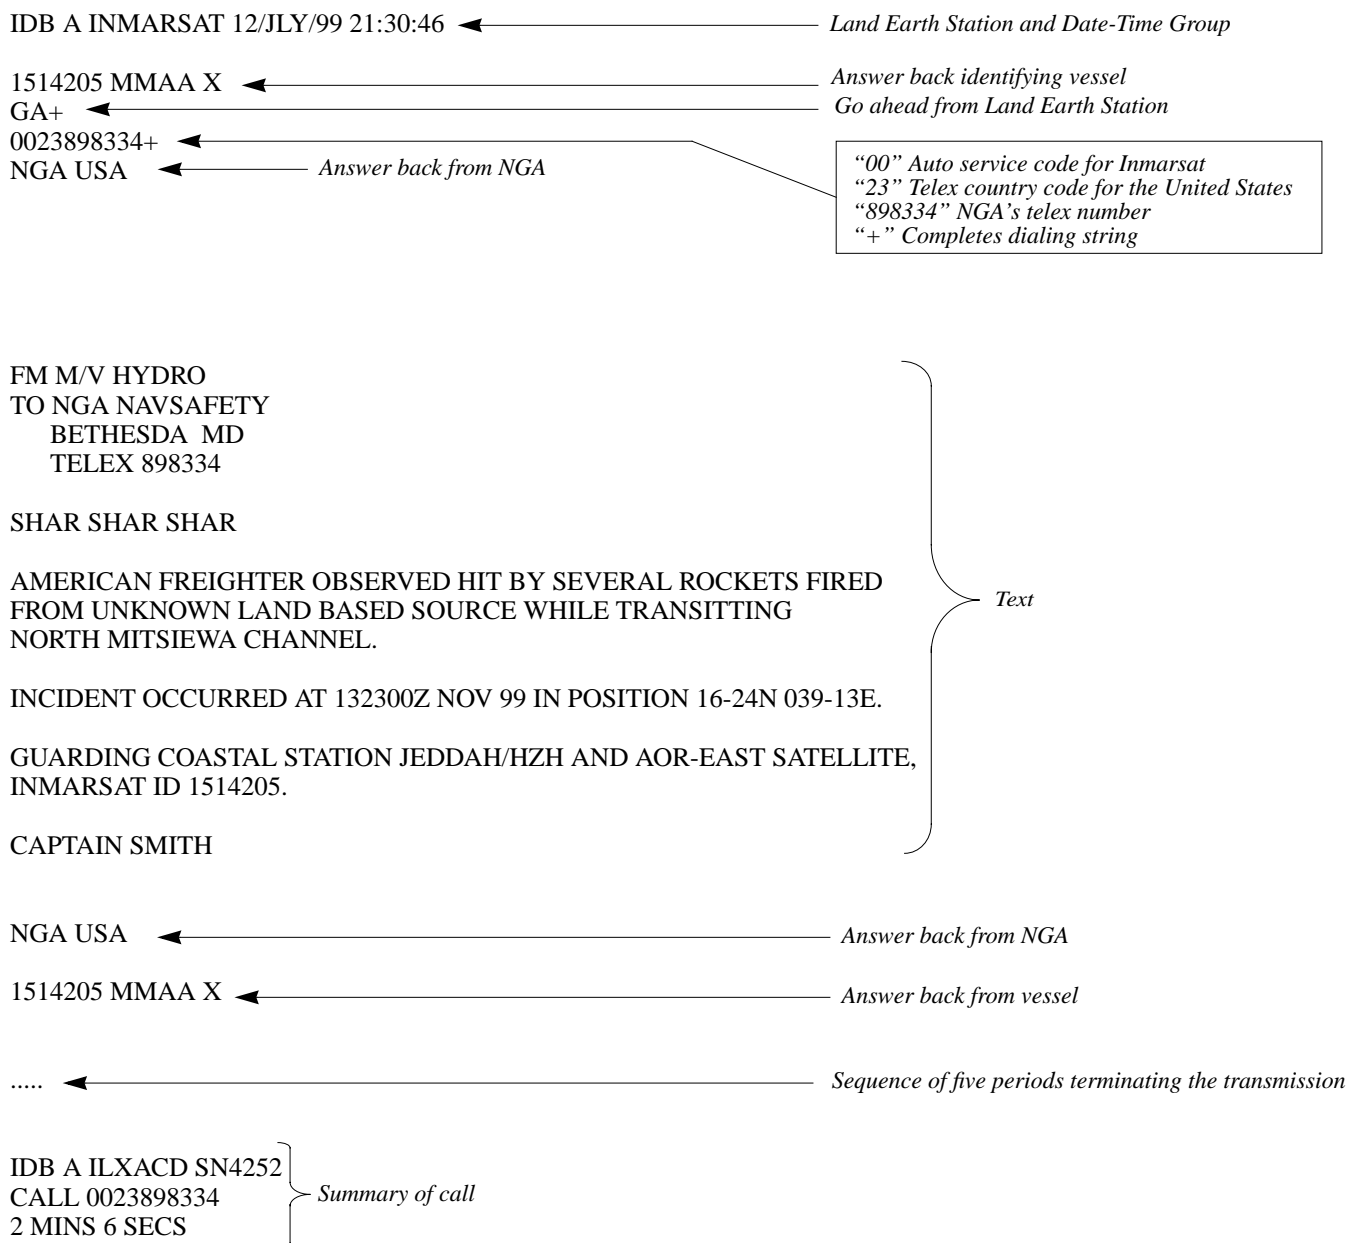 IDB A INMARSAT 12/JLY/99 21:30:46 Land Earth Station and Date-Time Group
1514205 MMAA X Answer back identifying vessel
GA+ Go ahead from Land Earth Station
0023898334+
NGA USA Answer back from NGA
“00” Auto service code for Inmarsat
“23” Telex country code for the United States
“898334” NGA’s telex number
“+” Completes dialing string
FM M/V HYDRO
TO NGA NAVSAFETY
BETHESDA MD
TELEX 898334
SHAR SHAR SHAR
AMERICAN FREIGHTER OBSERVED HIT BY SEVERAL ROCKETS FIRED
FROM UNKNOWN LAND BASED SOURCE WHILE TRANSITTING
NORTH MITSIEWA CHANNEL.
INCIDENT OCCURRED AT 132300Z NOV 99 IN POSITION 16-24N 039-13E.
GUARDING COASTAL STATION JEDDAH/HZH AND AOR-EAST SATELLITE,
INMARSAT ID 1514205.
CAPTAIN SMITH
Text
NGA USA Answer back from NGA
1514205 MMAA X Answer back from vessel
..... Sequence of five periods terminating the transmission
IDB A ILXACD SN4252
CALL 0023898334 Summary of call
2 MINS 6 SECS